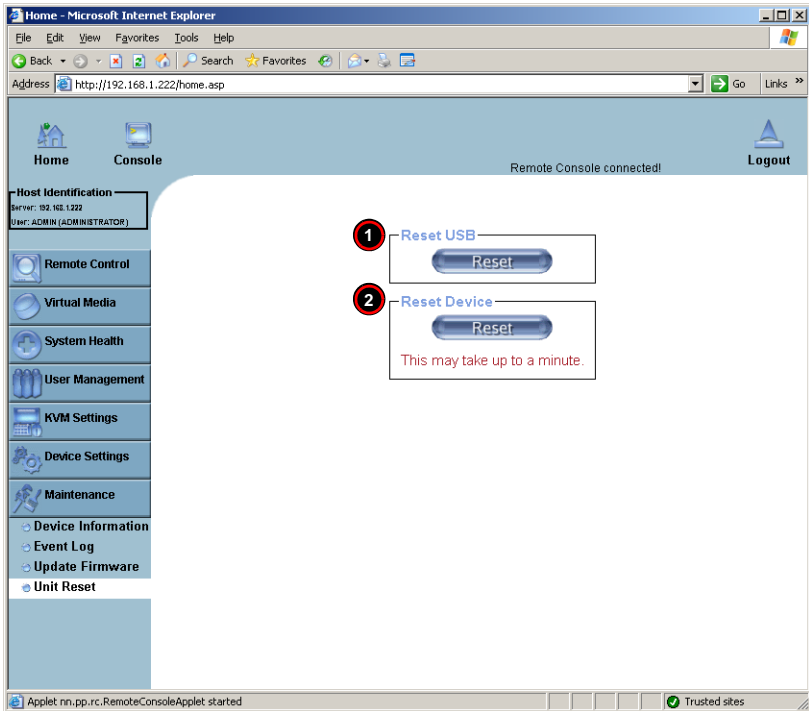 Home - Microsoft Internet Explorer
File Edit View Favorites Tools Help
Back Search Favorites
Address http://192.168.1.222/home.asp Go Links »
Home Console Remote Console connected! Logout
Host Identification
Server: 192.168.1.222
User: ADMIN (ADMINISTRATOR)
1 Reset USB
Reset
2 Reset Device
Reset
This may take up to a minute.
Remote Control
Virtual Media
System Health
User Management
KVM Settings
Device Settings
Maintenance
Device Information
Event Log
Update Firmware
Unit Reset
Applet nn.pp.rc.RemoteConsoleApplet started Trusted sites